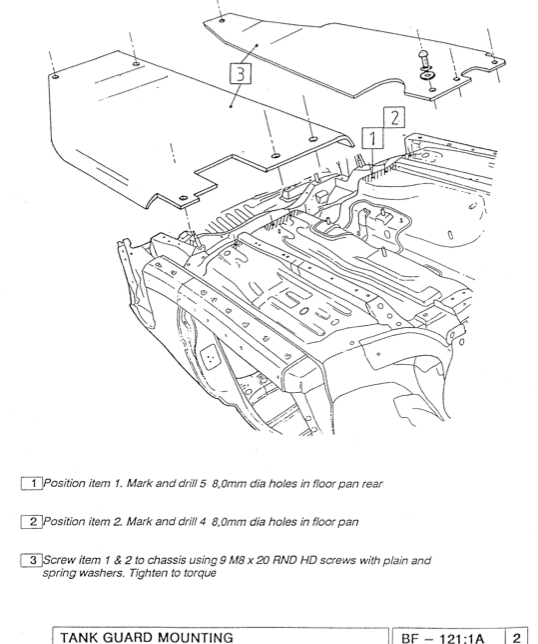 3
2
1
1 Position item 1. Mark and drill 5 8,0mm dia holes in floor pan rear
2 Position item 2. Mark and drill 4 8,0mm dia holes in floor pan
3 Screw item 1 & 2 to chassis using 9 M8 x 20 RND HD screws with plain and
spring washers. Tighten to torque
TANK GUARD MOUNTING
BF – 121:1A
2